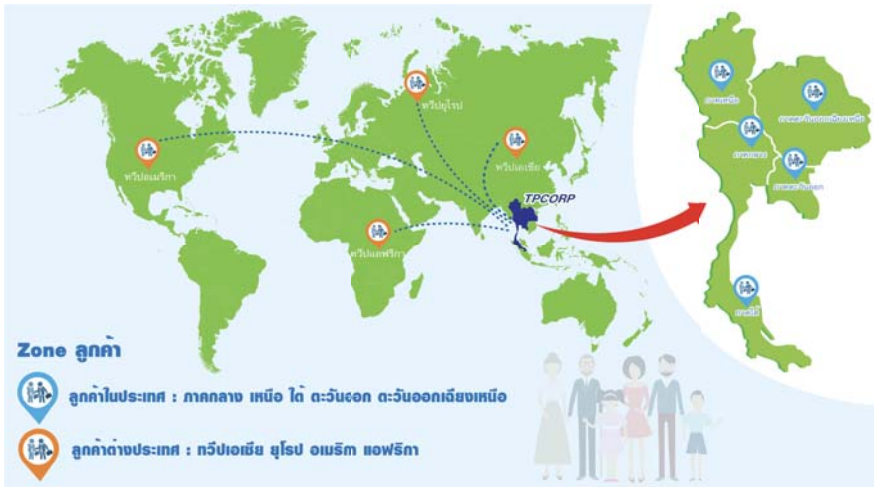 ทวีปยุโรป
ทวีปอเมริกา
ทวีปเอเชีย
TPCORP
ทวีปแอฟริกา
ภาคเหนือ
ภาคตะวันออกเฉียงเหนือ
ภาคกลาง
ภาคตะวันออก
ภาคใต้
Zone ลูกค้า
ลูกค้าในประเทศ : ภาคกลาง เหนือ ใต้ ตะวันออก ตะวันออกเฉียงเหนือ
ลูกค้าต่างประเทศ : ทวีปเอเชีย ยุโรป อเมริกา แอฟริกา